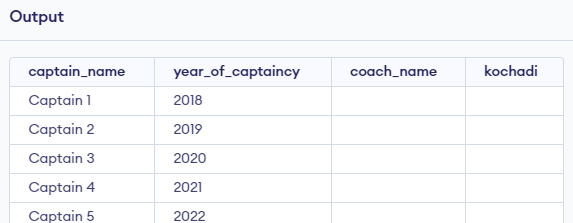 Output
captain_name year_of_captaincy coach_name kochadi
Captain 1 2018
Captain 2 2019
Captain 3 2020
Captain 4 2021
Captain 5 2022